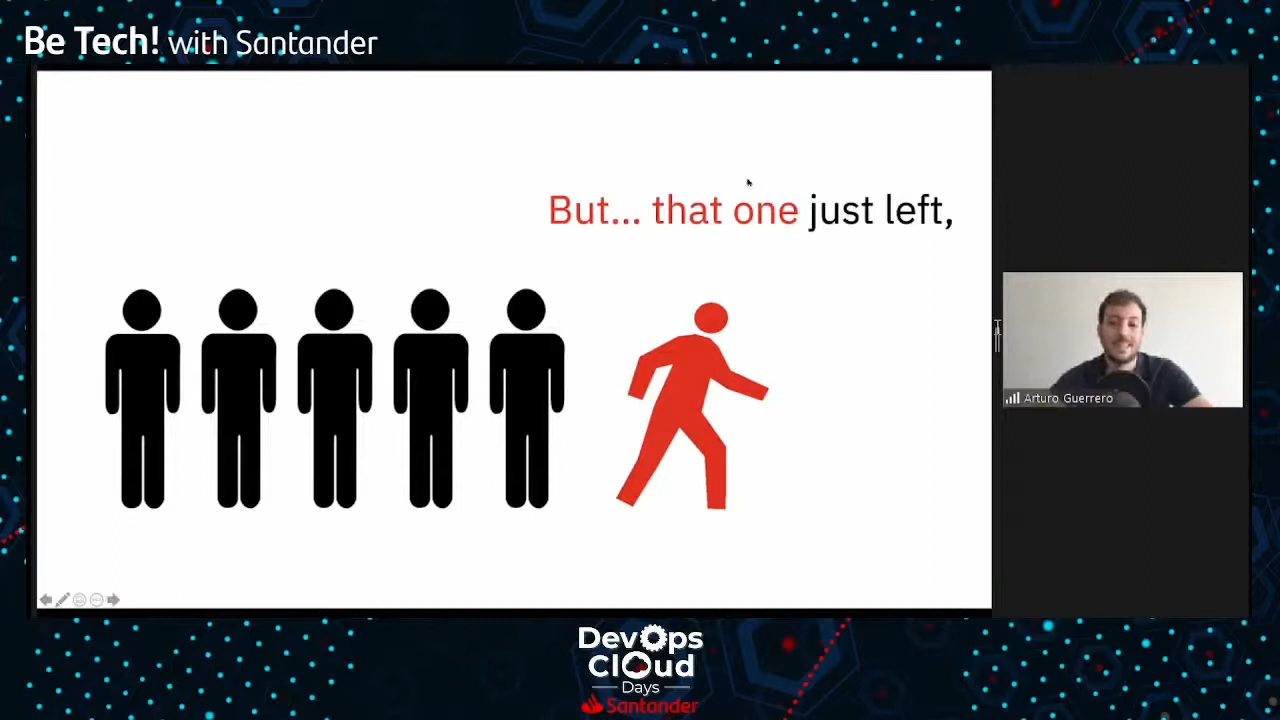 Be Tech! with Santander
But... that one just left,
Arturo Guerrero
DevOps
Cloud
Days
Santander